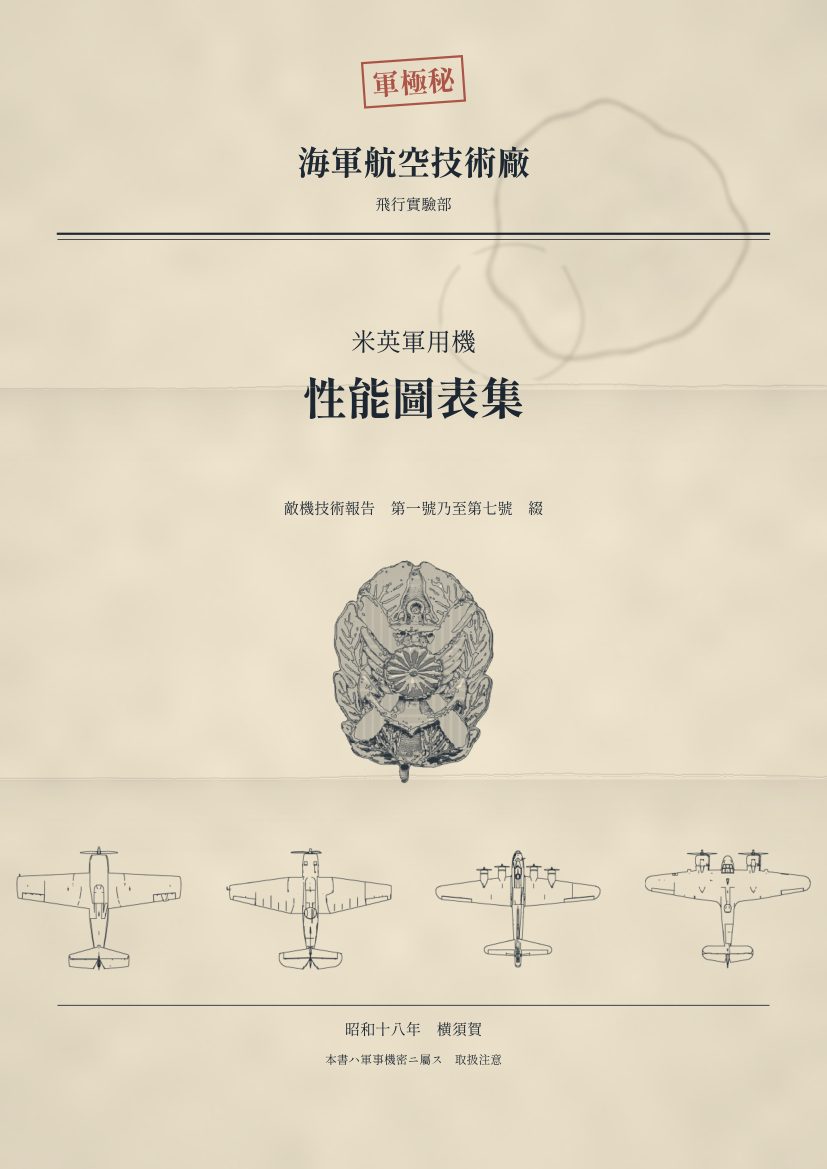 軍極秘
海軍航空技術廠
飛行實驗部
米英軍用機
性能圖表集
敵機技術報告　第一號乃至第七號　綴
昭和十八年　横須賀
本書ハ軍事機密ニ屬ス　取扱注意